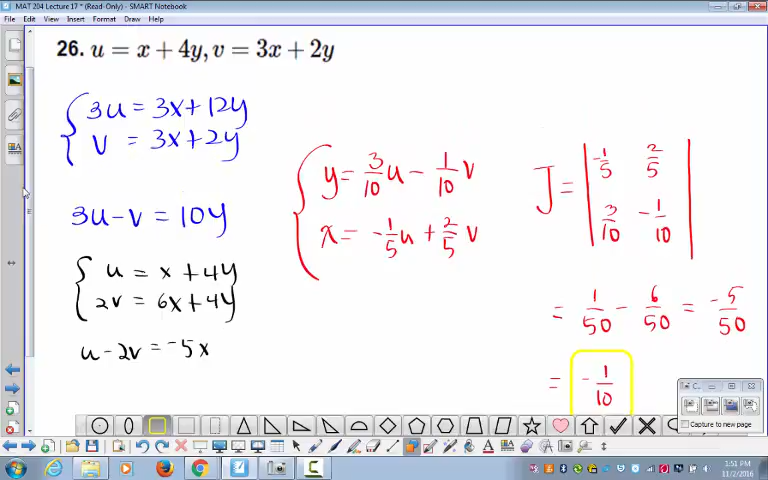 MAT 204 Lecture 17 * (Read-Only) - SMART Notebook
File Edit View Insert Format Draw Help
26. u = x + 4y, v = 3x + 2y
3u = 3x + 12y
v = 3x + 2y
3u - v = 10y
u = x + 4y
2v = 6x + 4y
u - 2v = -5x
y = 3/10 u - 1/10 v
x = -1/5 u + 2/5 v
J = | -1/5 2/5 |
| 3/10 -1/10 |
= 1/50 - 6/50 = -5/50
= -1/10
Capture to new page
1:51 PM
11/2/2016